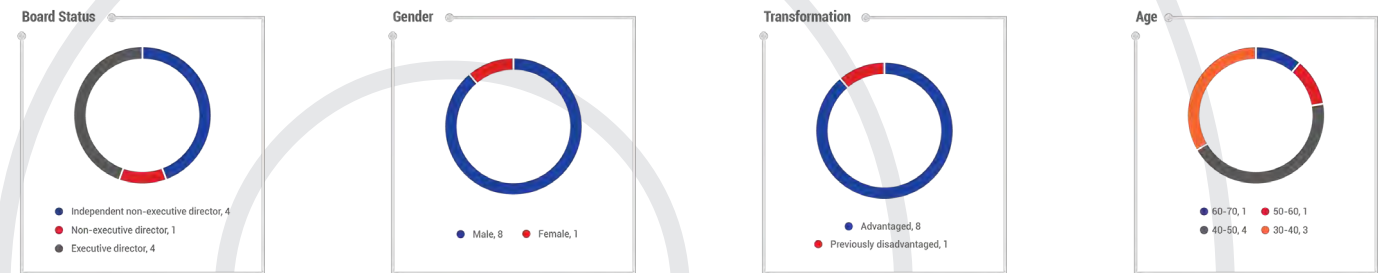 Board Status
Independent non-executive director, 4
Non-executive director, 1
Executive director, 4
Gender
Male, 8
Female, 1
Transformation
Advantaged, 8
Previously disadvantaged, 1
Age
60-70, 1
50-60, 1
40-50, 4
30-40, 3